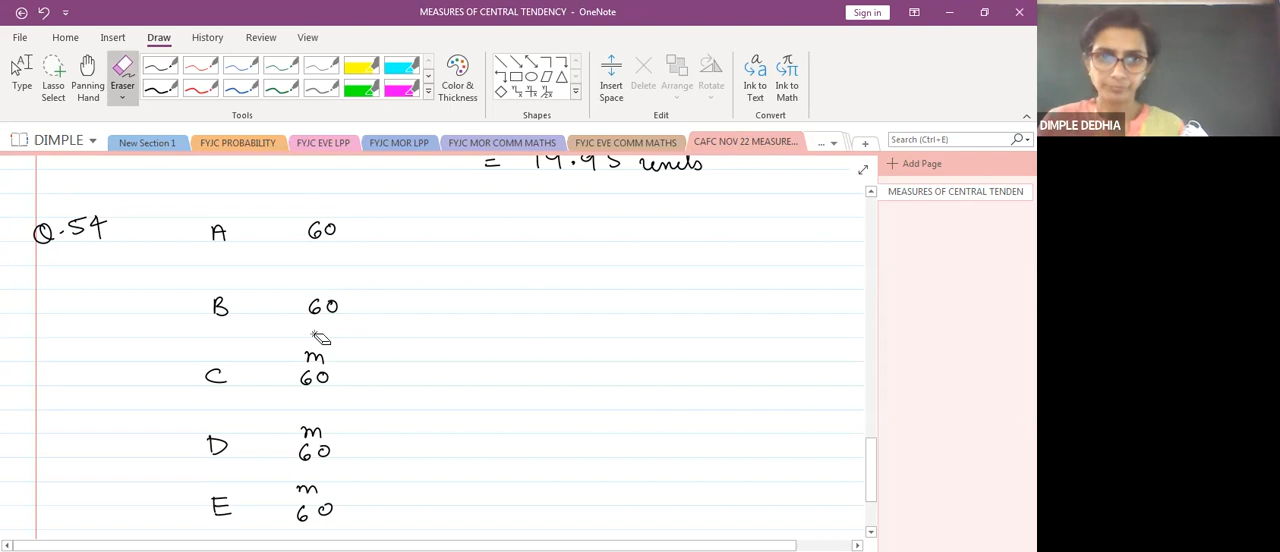 MEASURES OF CENTRAL TENDENCY - OneNote
Sign in
File Home Insert Draw History Review View
Type
Lasso Select
Panning Hand
Eraser
Color & Thickness
Insert Space
Delete
Arrange
Rotate
Ink to Text
Ink to Math
Tools
Shapes
Edit
Convert
DIMPLE DEDHIA
DIMPLE
New Section 1
FYJC PROBABILITY
FYJC EVE LPP
FYJC MOR LPP
FYJC MOR COMM MATHS
FYJC EVE COMM MATHS
CAFC NOV 22 MEASURE...
...
Search (Ctrl+E)
Add Page
MEASURES OF CENTRAL TENDEN
= 19.95 units
Q.54 A 60
B 60
m
C 60
m
D 60
m
E 60